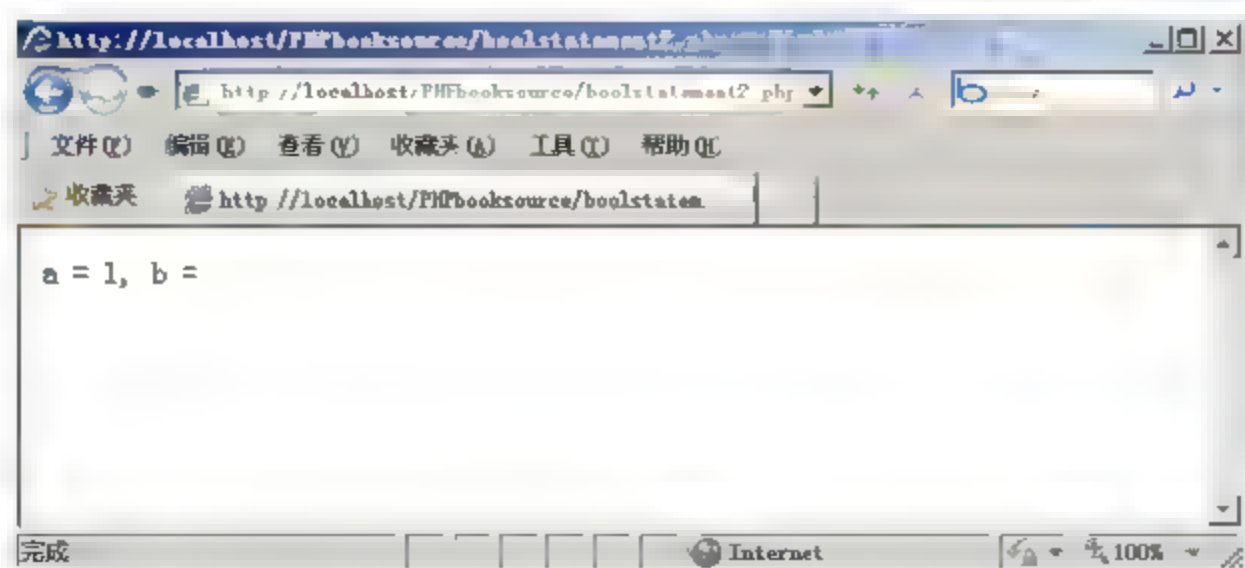 http://localhost/PHPbooksource/boolstatement2.php
http://localhost/PHPbooksource/boolstatement2.php
文件(F) 编辑(E) 查看(V) 收藏夹(A) 工具(T) 帮助(H)
收藏夹 http://localhost/PHPbooksource/boolstatem
a = 1, b =
完成 Internet 100%